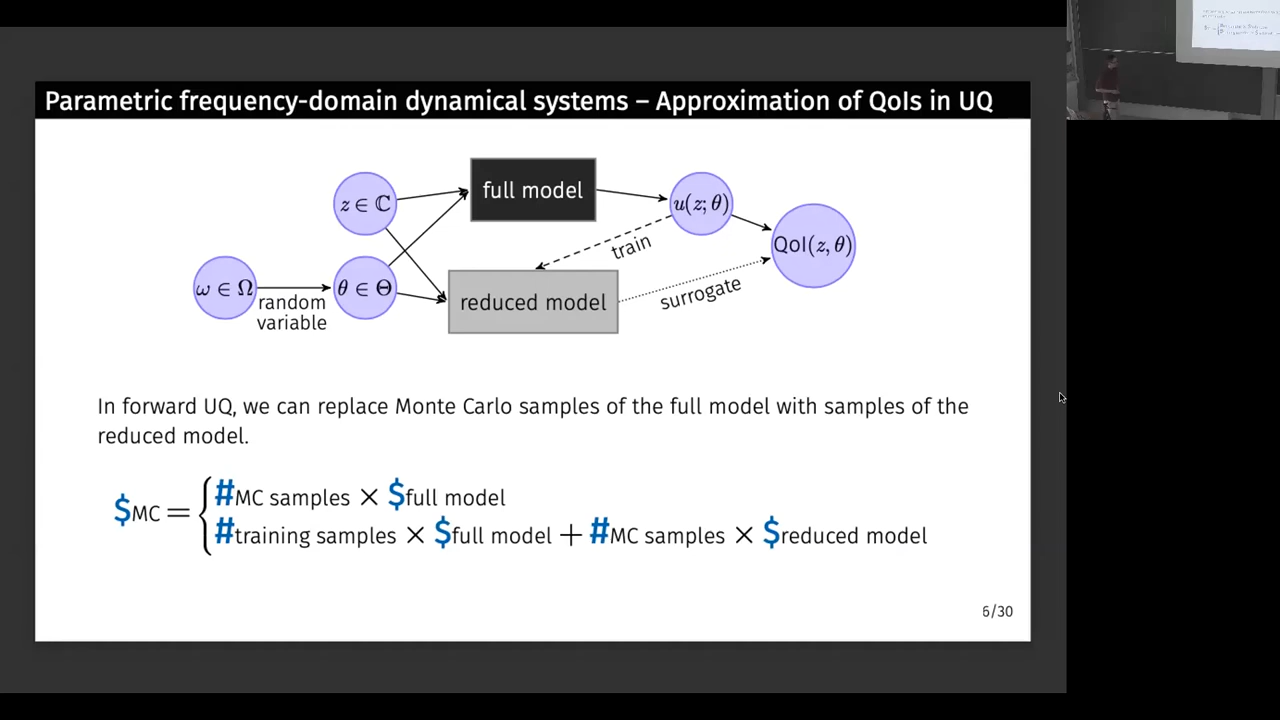 Parametric frequency-domain dynamical systems – Approximation of QoIs in UQ
z ∈ ℂ
full model
u(z; θ)
QoI(z, θ)
train
ω ∈ Ω
random
variable
θ ∈ Θ
reduced model
surrogate
In forward UQ, we can replace Monte Carlo samples of the full model with samples of the
reduced model.
$MC = { #MC samples × $full model
#training samples × $full model + #MC samples × $reduced model
6/30